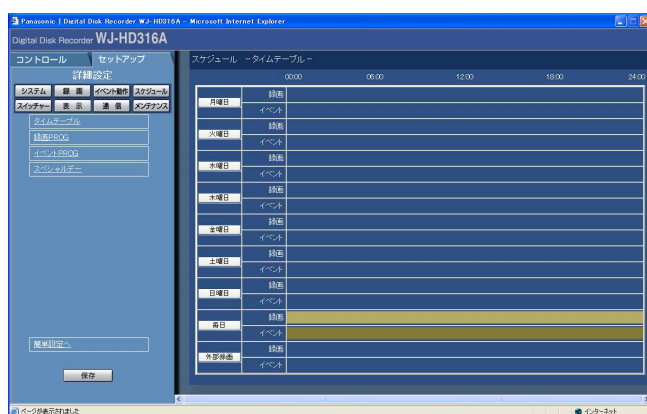 Panasonic | Digital Disk Recorder WJ-HD316A - Microsoft Internet Explorer
Digital Disk Recorder WJ-HD316A
コントロール セットアップ
スケジュール -タイムテーブル-
詳細設定
00:00 06:00 12:00 18:00 24:00
システム 録画 イベント動作 スケジュール
スイッチャー 表示 通信 メンテナンス
タイムテーブル
録画PROG
イベントPROG
スペシャルデー
簡単設定へ
保存
月曜日 録画
イベント
火曜日 録画
イベント
水曜日 録画
イベント
木曜日 録画
イベント
金曜日 録画
イベント
土曜日 録画
イベント
日曜日 録画
イベント
毎日 録画
イベント
外部録画 録画
イベント
ページが表示されました
インターネット